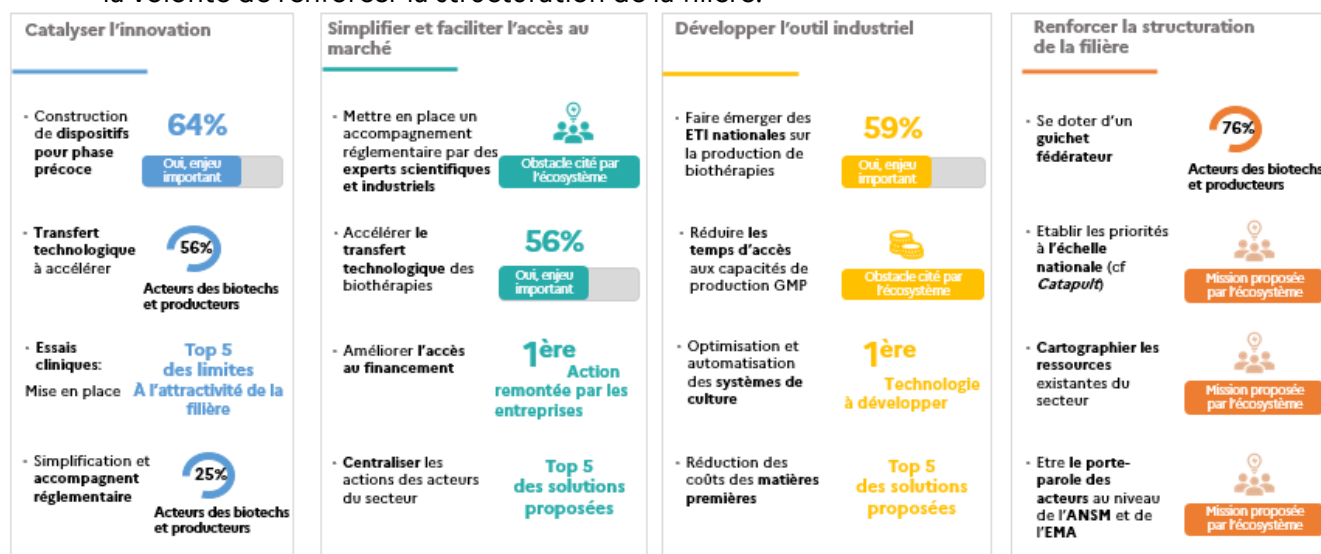 la volonté de renforcer la structuration de la filière.
Catalyser l'innovation
- Construction
de dispositifs
pour phase
précoce
64%
Oui, enjeu
important
- Transfert
technologique
à accélérer
56%
Acteurs des biotechs
et producteurs
- Essais
cliniques:
Mise en place
Top 5
des limites
À l'attractivité de la
filière
- Simplification et
accompagnent
réglementaire
25%
Acteurs des biotechs
et producteurs
Simplifier et faciliter l'accès au
marché
- Mettre en place un
accompagnement
réglementaire par des
experts scientifiques
et industriels
Obstacle cité par
l'écosystème
- Accélérer le
transfert
technologique des
biothérapies
56%
Oui, enjeu
important
- Améliorer l'accès
au financement
1ère
Action
remontée par les
entreprises
- Centraliser les
actions des acteurs
du secteur
Top 5
des solutions
proposées
Développer l'outil industriel
- Faire émerger des
ETI nationales sur
la production de
biothérapies
59%
Oui, enjeu
important
- Réduire les
temps d'accès
aux capacités de
production GMP
Obstacle cité par
l'écosystème
- Optimisation et
automatisation
des systèmes de
culture
1ère
Technologie
à développer
- Réduction des
coûts des matières
premières
Top 5
des solutions
proposées
Renforcer la structuration
de la filière
- Se doter d'un
guichet
fédérateur
76%
Acteurs des biotechs
et producteurs
- Etablir les priorités
à l'échelle
nationale (cf
Catapult)
Mission proposée
par l'écosystème
- Cartographier les
ressources
existantes du
secteur
Mission proposée
par l'écosystème
- Etre le porte-
parole des
acteurs au niveau
de l'ANSM et de
l'EMA
Mission proposée
par l'écosystème